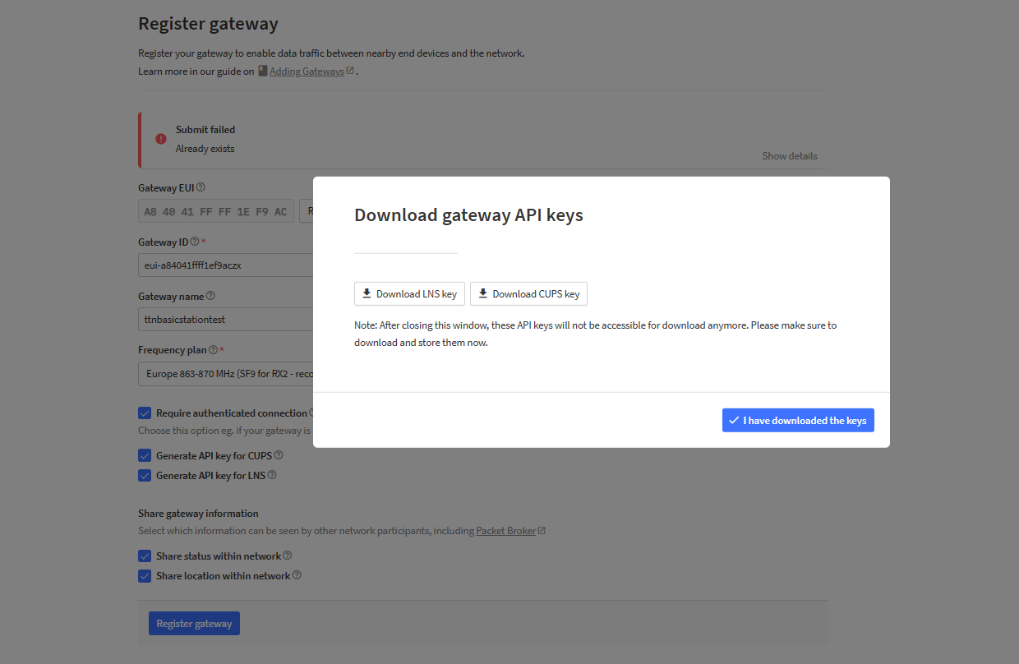 Register gateway
Register your gateway to enable data traffic between nearby end devices and the network.
Learn more in our guide on Adding Gateways.
Submit failed
Already exists
Show details
Gateway EUI
A8 40 41 FF FF 1E F9 AC
R
Gateway ID *
eui-a84041ffff1ef9aczx
Gateway name
ttnbasicstationtest
Frequency plan *
Europe 863-870 MHz (SF9 for RX2 - reco
Require authenticated connection
Choose this option eg. if your gateway is
Generate API key for CUPS
Generate API key for LNS
Share gateway information
Select which information can be seen by other network participants, including Packet Broker
Share status within network
Share location within network
Register gateway
Download gateway API keys
Download LNS key
Download CUPS key
Note: After closing this window, these API keys will not be accessible for download anymore. Please make sure to
download and store them now.
I have downloaded the keys